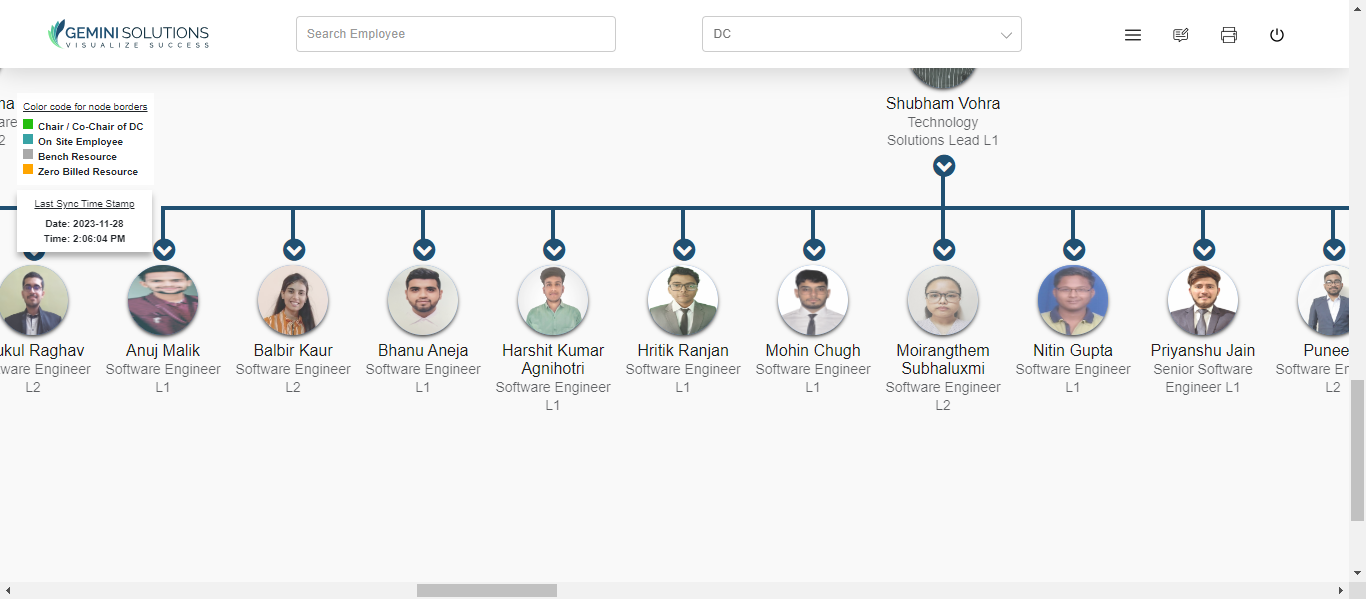 GEMINI SOLUTIONS
VISUALIZE SUCCESS
Search Employee
DC
Color code for node borders
Chair / Co-Chair of DC
On Site Employee
Bench Resource
Zero Billed Resource
Last Sync Time Stamp
Date: 2023-11-28
Time: 2:06:04 PM
Shubham Vohra
Technology
Solutions Lead L1
Raghav
Engineer
L2
Anuj Malik
Software Engineer
L1
Balbir Kaur
Software Engineer
L2
Bhanu Aneja
Software Engineer
L1
Harshit Kumar
Agnihotri
Software Engineer
L1
Hritik Ranjan
Software Engineer
L1
Mohin Chugh
Software Engineer
L1
Moirangthem
Subhaluxmi
Software Engineer
L2
Nitin Gupta
Software Engineer
L1
Priyanshu Jain
Senior Software
Engineer L1
Punee
Software En
L2